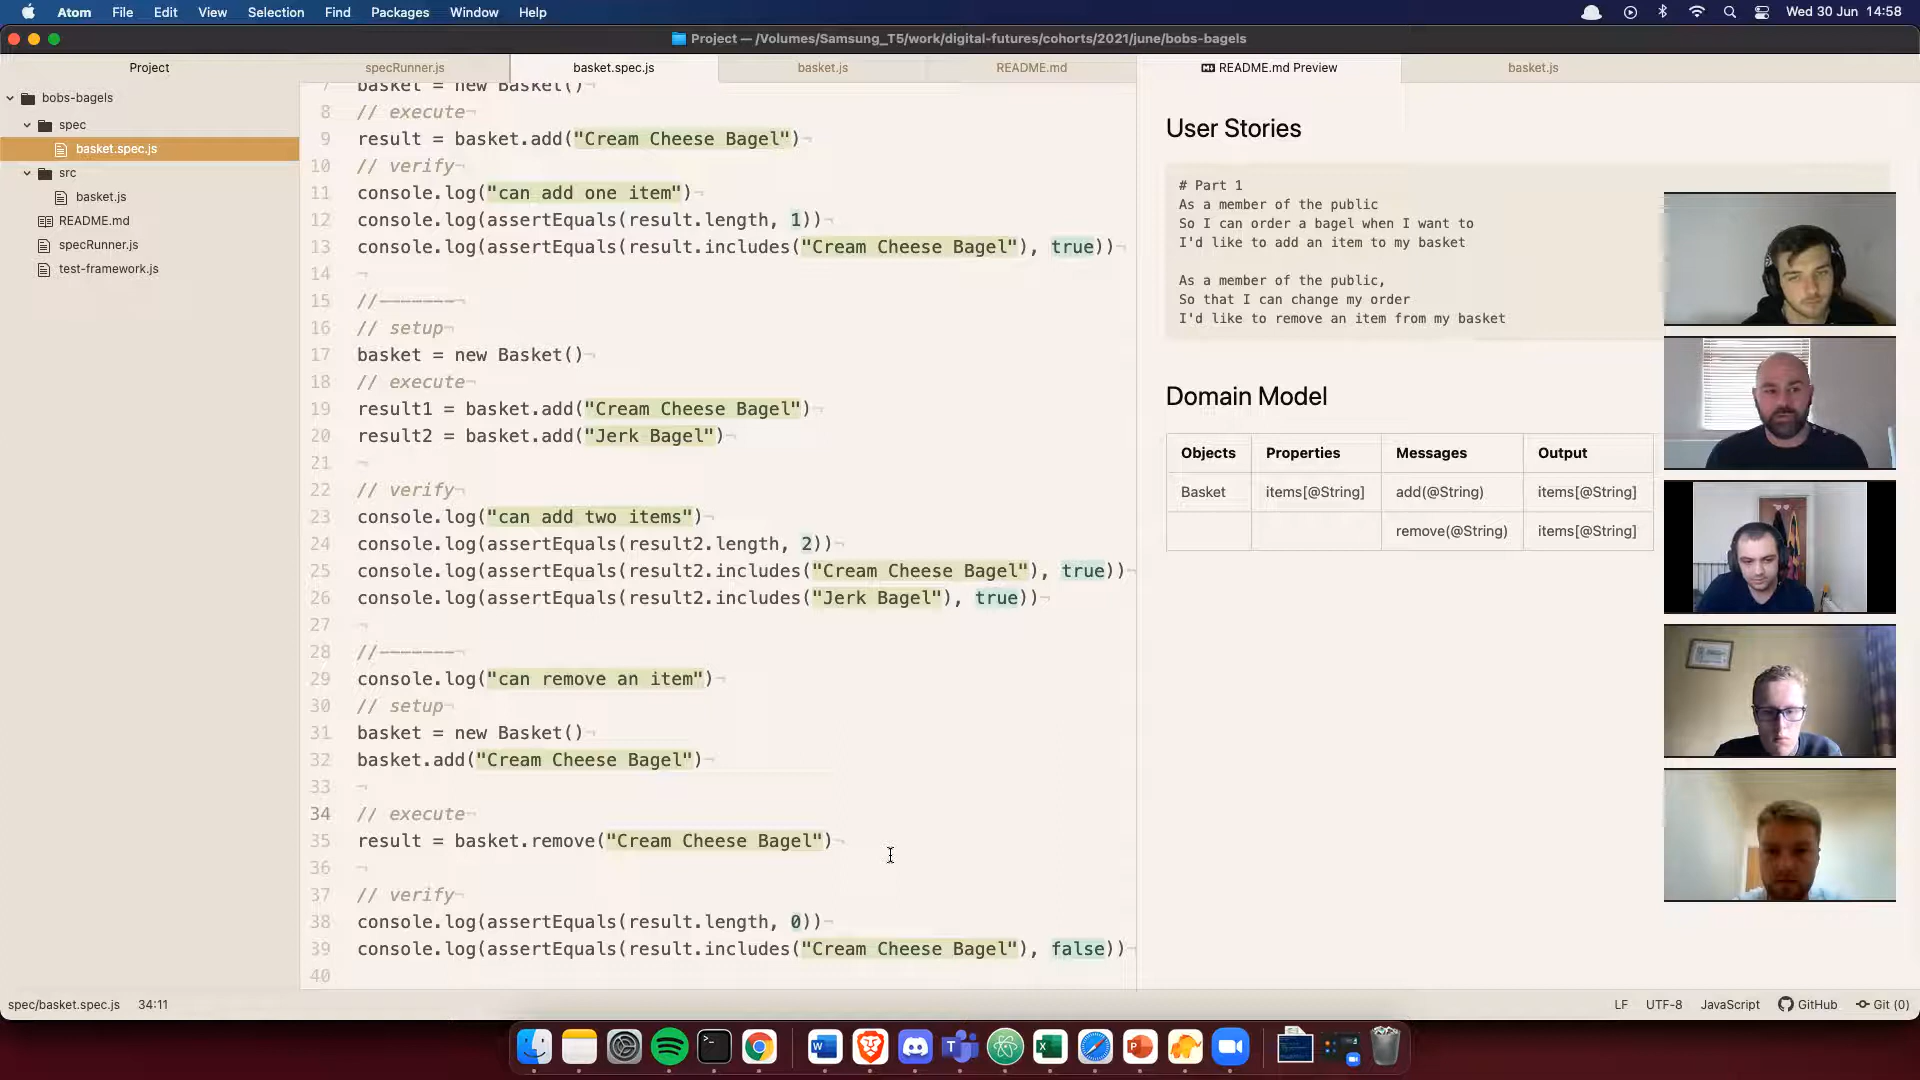 Atom File Edit View Selection Find Packages Window Help
Wed 30 Jun 14:58
Project — /Volumes/Samsung_T5/work/digital-futures/cohorts/2021/june/bobs-bagels
Project
specRunner.js
basket.spec.js
basket.js
README.md
README.md Preview
basket.js
bobs-bagels
spec
basket.spec.js
src
basket.js
README.md
specRunner.js
test-framework.js
7 basket = new Basket()¬
8 // execute¬
9 result = basket.add("Cream Cheese Bagel")¬
10 // verify¬
11 console.log("can add one item")¬
12 console.log(assertEquals(result.length, 1))¬
13 console.log(assertEquals(result.includes("Cream Cheese Bagel"), true))¬
14 ¬
15 //-------¬
16 // setup¬
17 basket = new Basket()¬
18 // execute¬
19 result1 = basket.add("Cream Cheese Bagel")¬
20 result2 = basket.add("Jerk Bagel")¬
21 ¬
22 // verify¬
23 console.log("can add two items")¬
24 console.log(assertEquals(result2.length, 2))¬
25 console.log(assertEquals(result2.includes("Cream Cheese Bagel"), true))¬
26 console.log(assertEquals(result2.includes("Jerk Bagel"), true))¬
27 ¬
28 //-------¬
29 console.log("can remove an item")¬
30 // setup¬
31 basket = new Basket()¬
32 basket.add("Cream Cheese Bagel")¬
33 ¬
34 // execute¬
35 result = basket.remove("Cream Cheese Bagel")¬
36 ¬
37 // verify¬
38 console.log(assertEquals(result.length, 0))¬
39 console.log(assertEquals(result.includes("Cream Cheese Bagel"), false))¬
40
User Stories
# Part 1
As a member of the public
So I can order a bagel when I want to
I'd like to add an item to my basket
As a member of the public,
So that I can change my order
I'd like to remove an item from my basket
Domain Model
Objects Properties Messages Output
Basket items[@String] add(@String) items[@String]
remove(@String) items[@String]
spec/basket.spec.js 34:11
LF UTF-8 JavaScript GitHub Git (0)